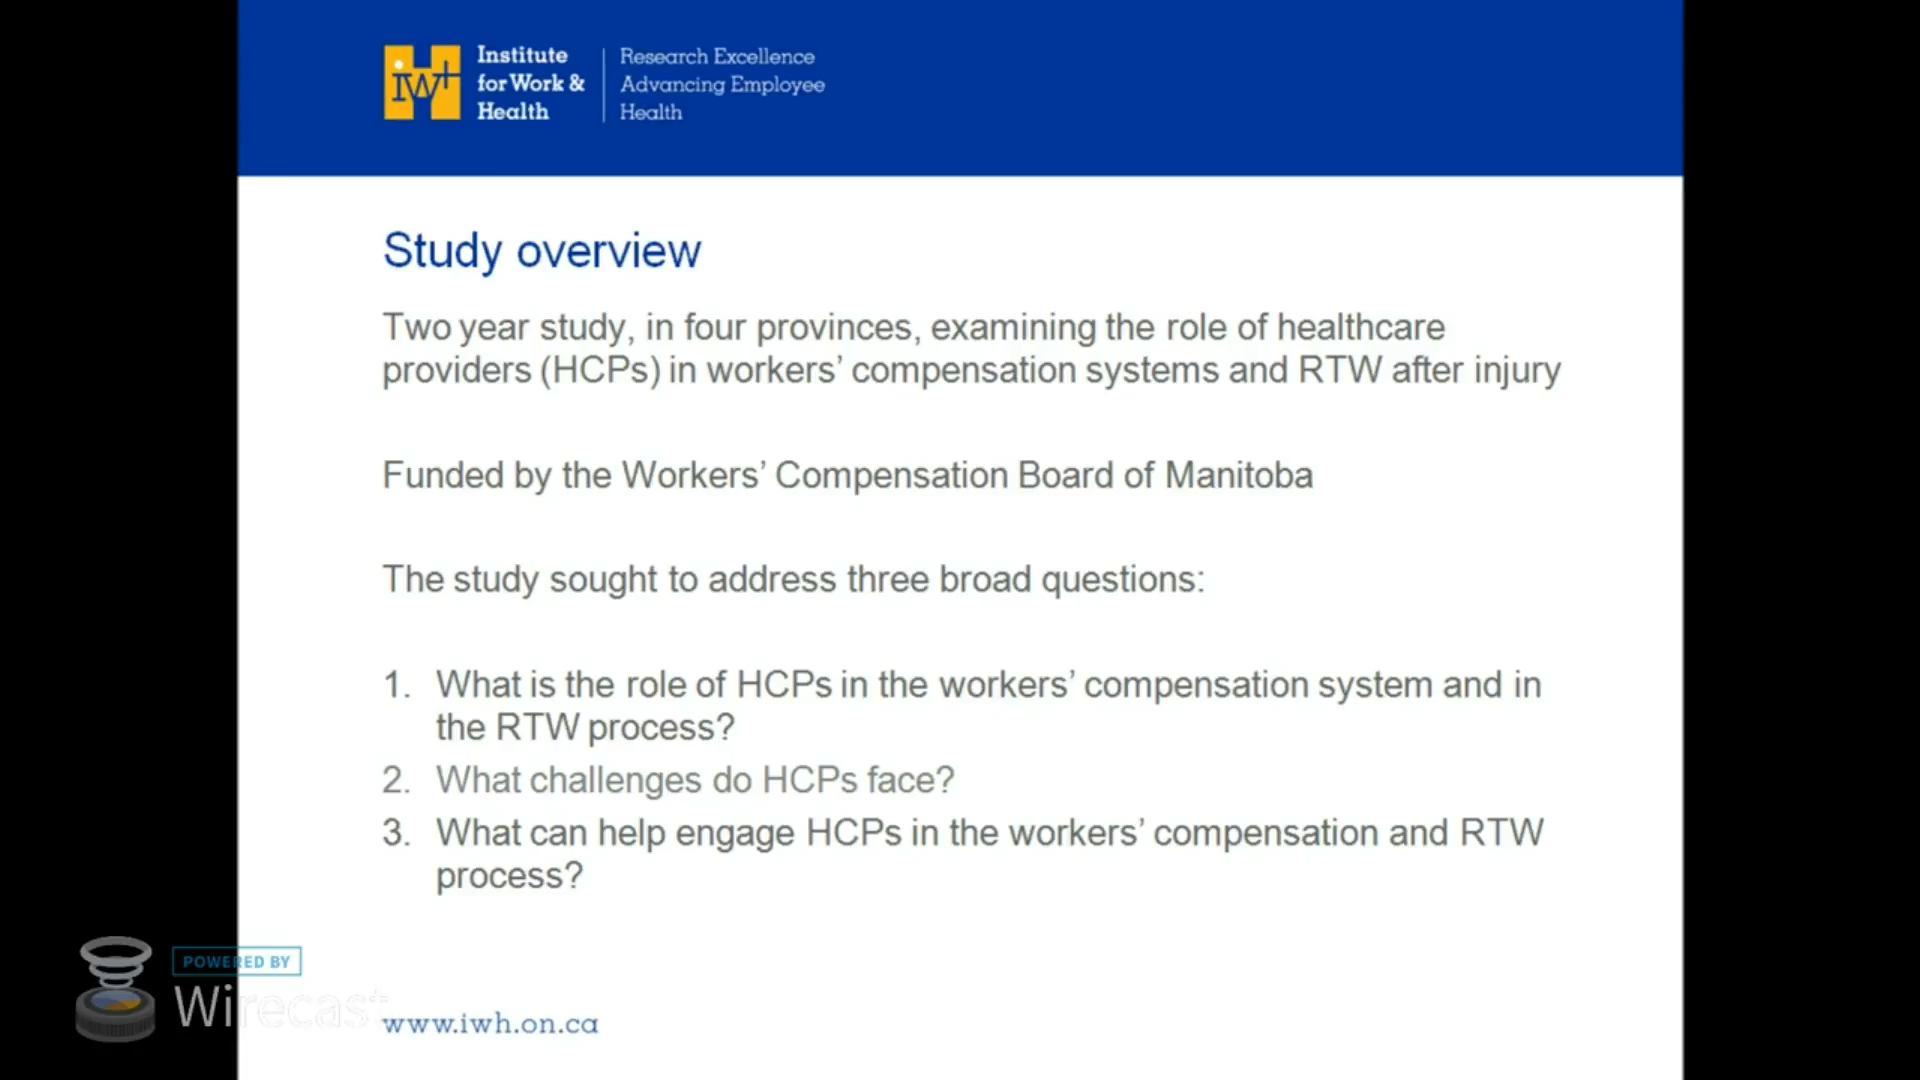 iw+
Institute
for Work &
Health
Research Excellence
Advancing Employee
Health
Study overview
Two year study, in four provinces, examining the role of healthcare
providers (HCPs) in workers’ compensation systems and RTW after injury
Funded by the Workers’ Compensation Board of Manitoba
The study sought to address three broad questions:
1. What is the role of HCPs in the workers’ compensation system and in
the RTW process?
2. What challenges do HCPs face?
3. What can help engage HCPs in the workers’ compensation and RTW
process?
POWERED BY
Wirecast
www.iwh.on.ca